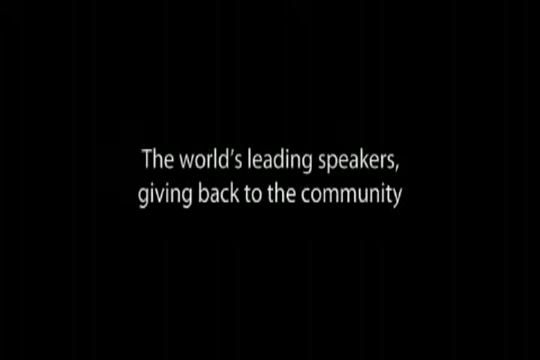 The world's leading speakers,
giving back to the community